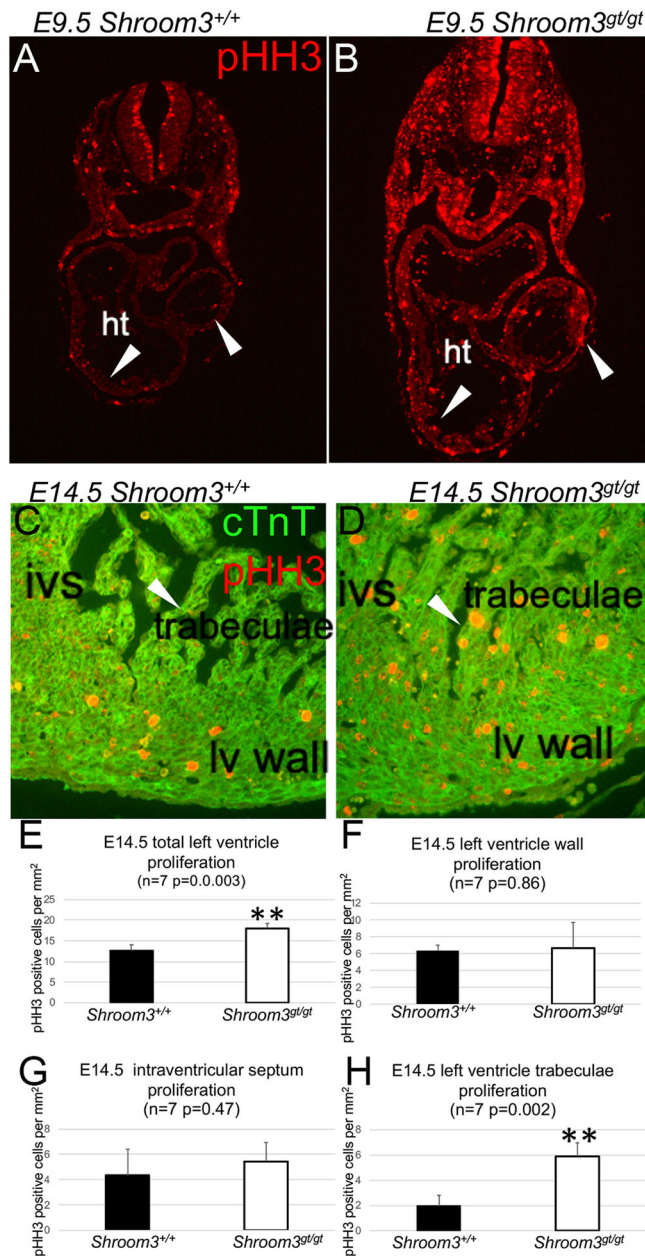 E9.5 Shroom3+/+ E9.5 Shroom3gt/gt
A pHH3 B
ht ht
E14.5 Shroom3+/+ E14.5 Shroom3gt/gt
C cTnT D
pHH3
ivs trabeculae ivs trabeculae
lv wall lv wall
E E14.5 total left ventricle
proliferation
(n=7 p=0.0.003)
pHH3 positive cells per mm2
25
20
15
10
5
0
**
Shroom3+/+ Shroom3gt/gt
F E14.5 left ventricle wall
proliferation
(n=7 p=0.86)
pHH3 positive cells per mm2
12
10
8
6
4
2
0
Shroom3+/+ Shroom3gt/gt
G E14.5 intraventricular septum
proliferation
(n=7 p=0.47)
pHH3 positive cells per mm2
8
6
4
2
0
Shroom3+/+ Shroom3gt/gt
H E14.5 left ventricle trabeculae
proliferation
(n=7 p=0.002)
pHH3 positive cells per mm2
8
6
4
2
0
**
Shroom3+/+ Shroom3gt/gt